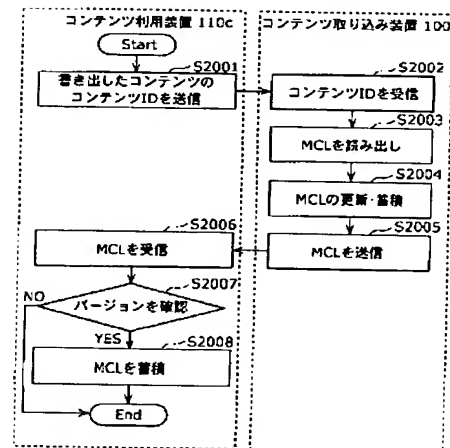 コンテンツ利用装置 110c
コンテンツ取り込み装置 100
Start
S2001
書き出したコンテンツの
コンテンツIDを送信
S2002
コンテンツIDを受信
S2003
MCLを読み出し
S2004
MCLの更新・蓄積
S2005
MCLを送信
S2006
MCLを受信
S2007
バージョンを確認
NO
YES
S2008
MCLを蓄積
End